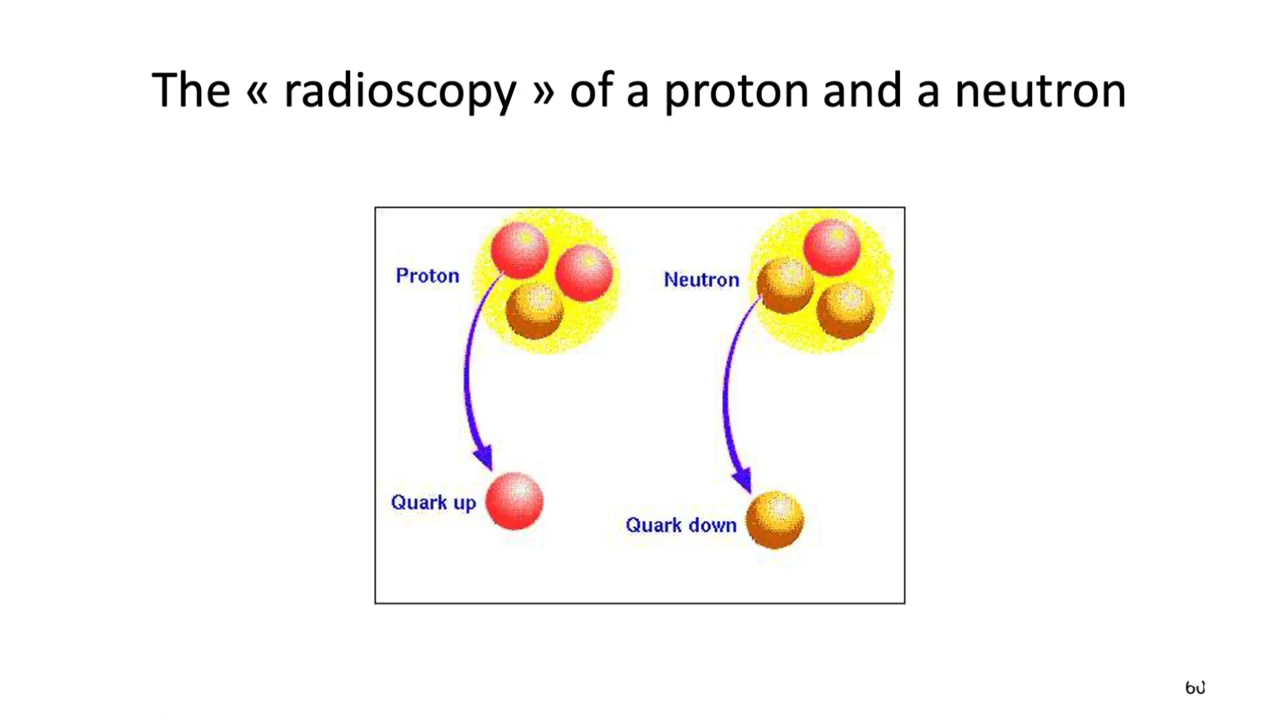 The « radioscopy » of a proton and a neutron
Proton
Neutron
Quark up
Quark down